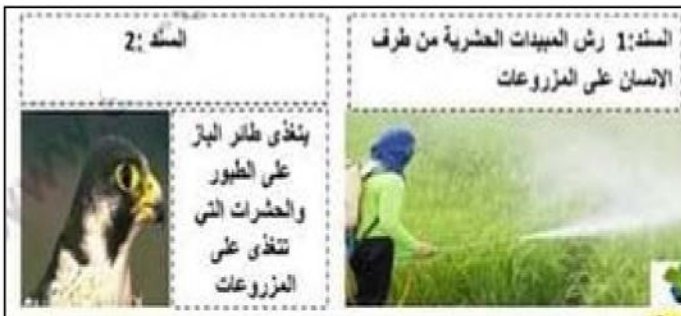 السند:1 رش المبيدات الحشرية من طرف
الانسان على المزروعات
السند :2
يتغذى طائر الباز
على الطيور
والحشرات التي
تتغذى على
المزروعات